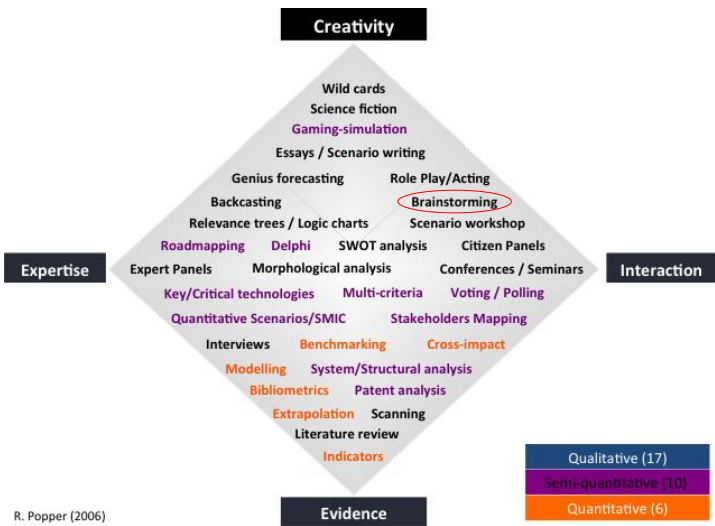 Creativity
Wild cards
Science fiction
Gaming-simulation
Essays / Scenario writing
Genius forecasting Role Play/Acting
Backcasting Brainstorming
Relevance trees / Logic charts Scenario workshop
Roadmapping Delphi SWOT analysis Citizen Panels
Expertise Expert Panels Morphological analysis Conferences / Seminars Interaction
Key/Critical technologies Multi-criteria Voting / Polling
Quantitative Scenarios/SMIC Stakeholders Mapping
Interviews Benchmarking Cross-impact
Modelling System/Structural analysis
Bibliometrics Patent analysis
Extrapolation Scanning
Literature review
Indicators
Qualitative (17)
Semi-quantitative (10)
Quantitative (6)
Evidence
R. Popper (2006)